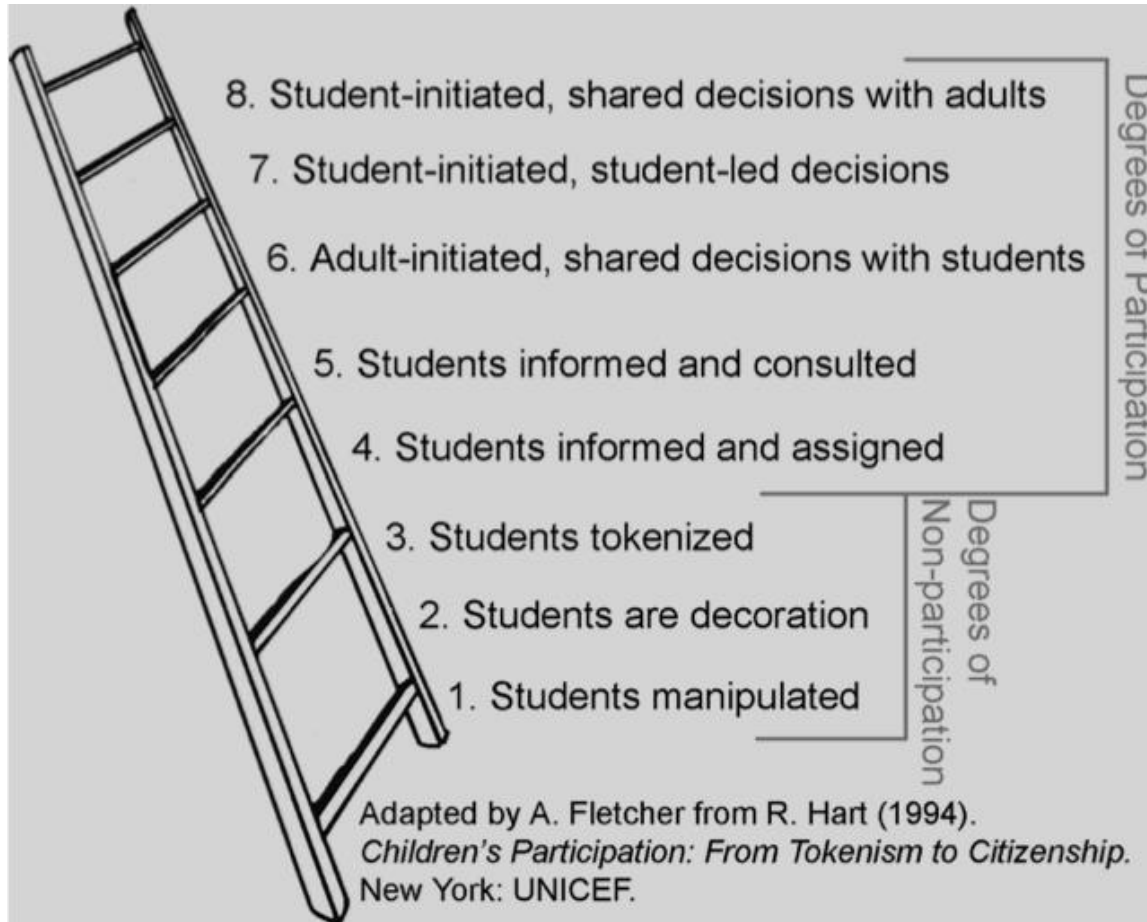 8. Student-initiated, shared decisions with adults
7. Student-initiated, student-led decisions
6. Adult-initiated, shared decisions with students
5. Students informed and consulted
4. Students informed and assigned
3. Students tokenized
2. Students are decoration
1. Students manipulated
Degrees of Participation
Degrees of
Non-participation
Adapted by A. Fletcher from R. Hart (1994).
Children's Participation: From Tokenism to Citizenship.
New York: UNICEF.